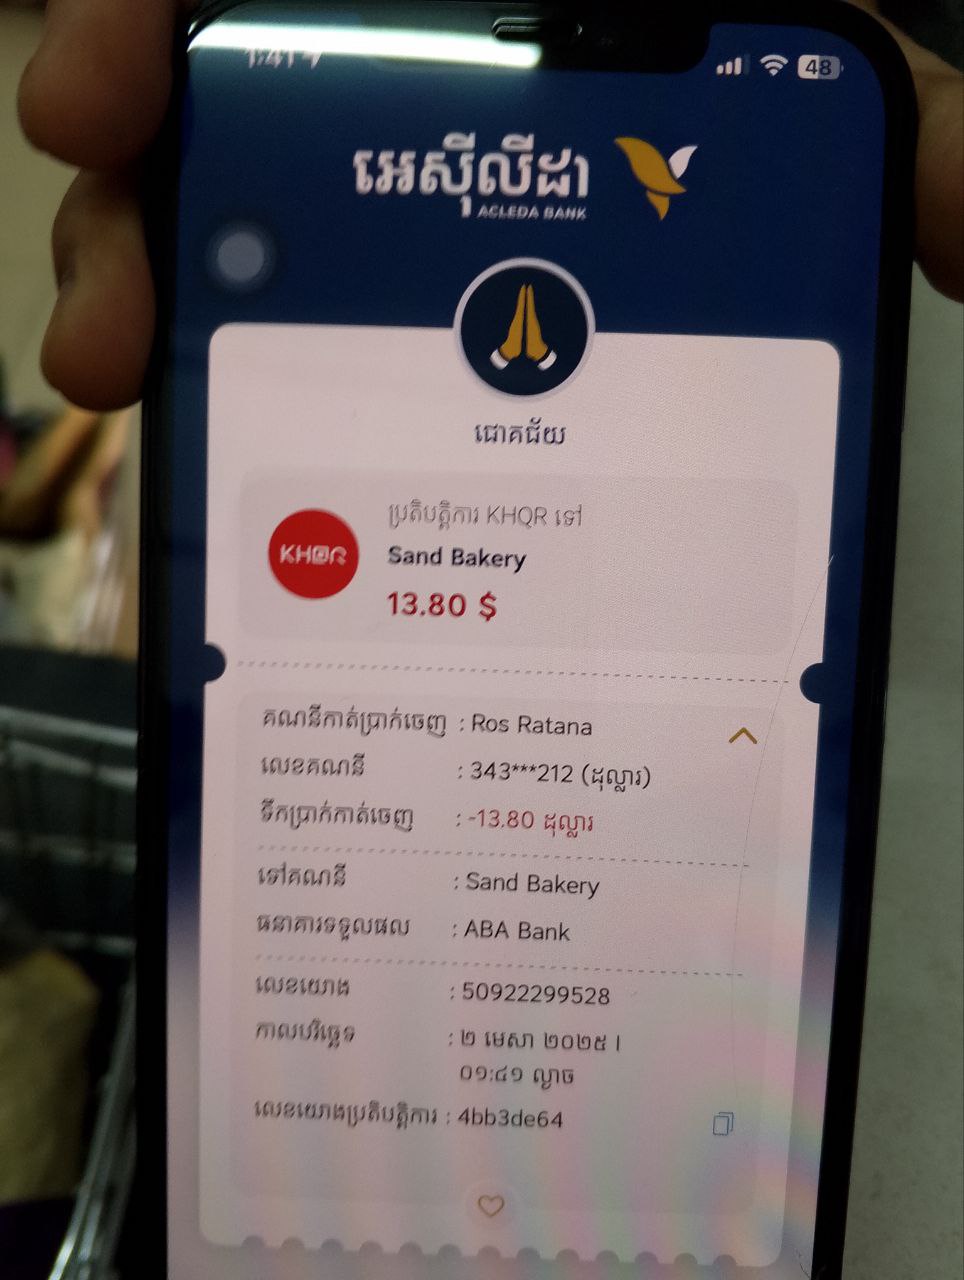 1:41
48
អេស៊ីលីដា
ACLEDA BANK
ជោគជ័យ
ប្រតិបត្តិការ KHQR ទៅ
KHQR
Sand Bakery
13.80 $
គណនីកាត់ប្រាក់ចេញ : Ros Ratana
លេខគណនី : 343***212 (ដុល្លារ)
ទឹកប្រាក់កាត់ចេញ : -13.80 ដុល្លារ
ទៅគណនី : Sand Bakery
ធនាគារទទួលផល : ABA Bank
លេខយោង : 50922299528
កាលបរិច្ឆេទ : ២ មេសា ២០២៥ |
០១:៤១ ល្ងាច
លេខយោងប្រតិបត្តិការ : 4bb3de64